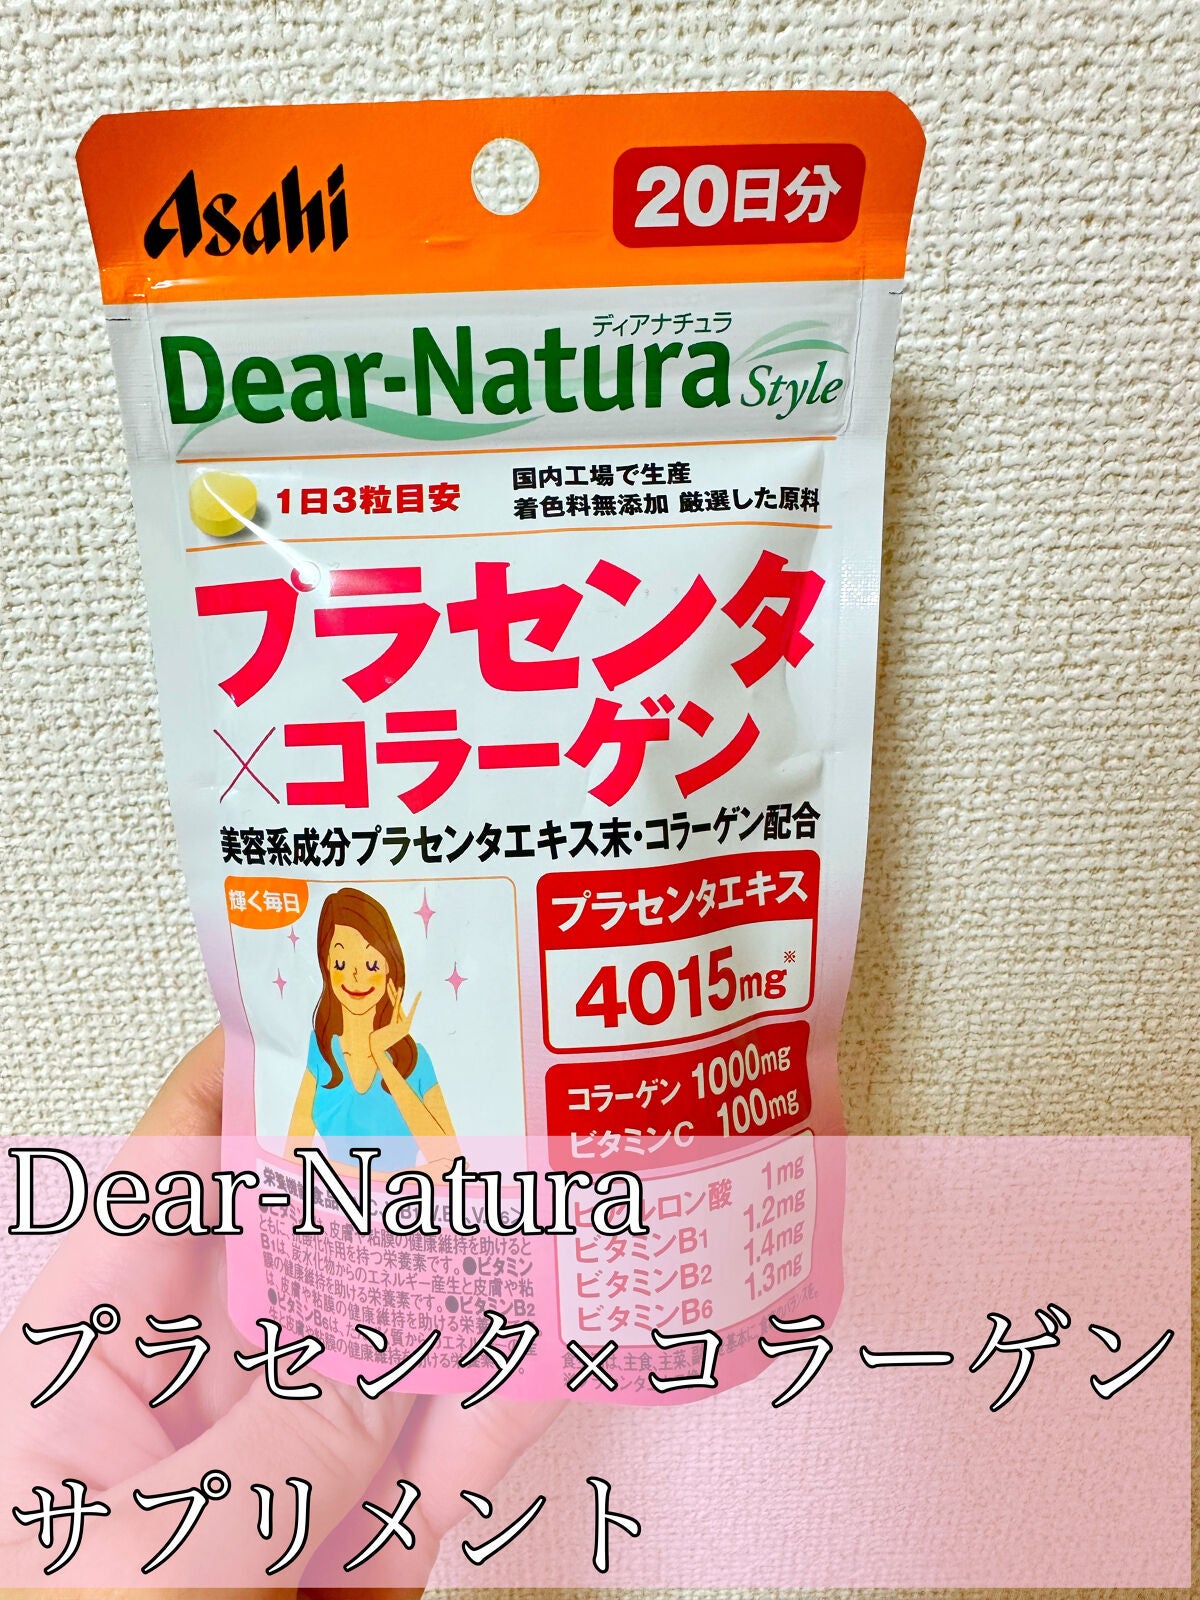 Asahi
20日分
ディアナチュラ
Dear-Natura Style
1日3粒目安
国内工場で生産
着色料無添加 厳選した原料
プラセンタ
×コラーゲン
美容系成分プラセンタエキス末・コラーゲン配合
輝く毎日
プラセンタエキス
4015mg※
コラーゲン 1000mg
ビタミンC 100mg
ヒアルロン酸 1mg
ビタミンB1 1.2mg
ビタミンB2 1.4mg
ビタミンB6 1.3mg
Dear-Natura
プラセンタ×コラーゲン
サプリメント